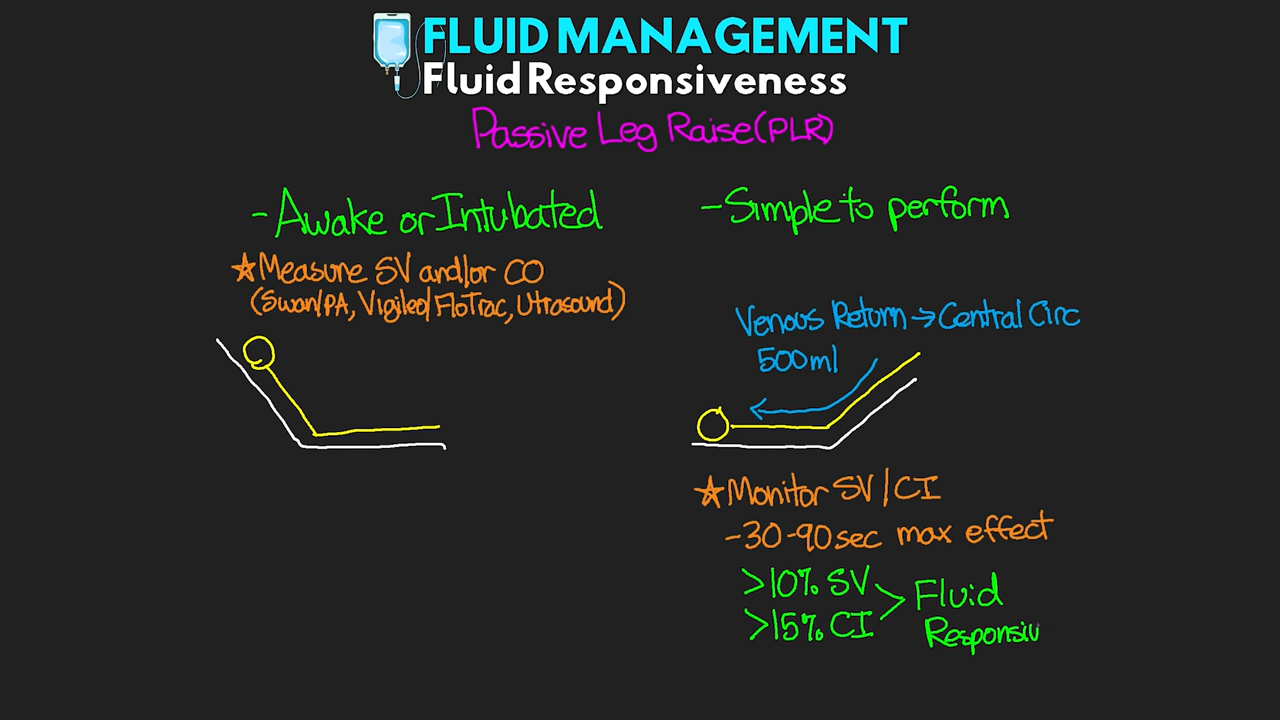 FLUID MANAGEMENT
Fluid Responsiveness
Passive Leg Raise (PLR)
- Awake or Intubated
☆ Measure SV and/or CO
(Swan/PA, Vigileo/FloTrac, Utrasound)
- Simple to perform
Venous Return → Central Circ
500ml
☆ Monitor SV/CI
- 30-90sec max effect
>10% SV
>15% CI
> Fluid
Responsiv